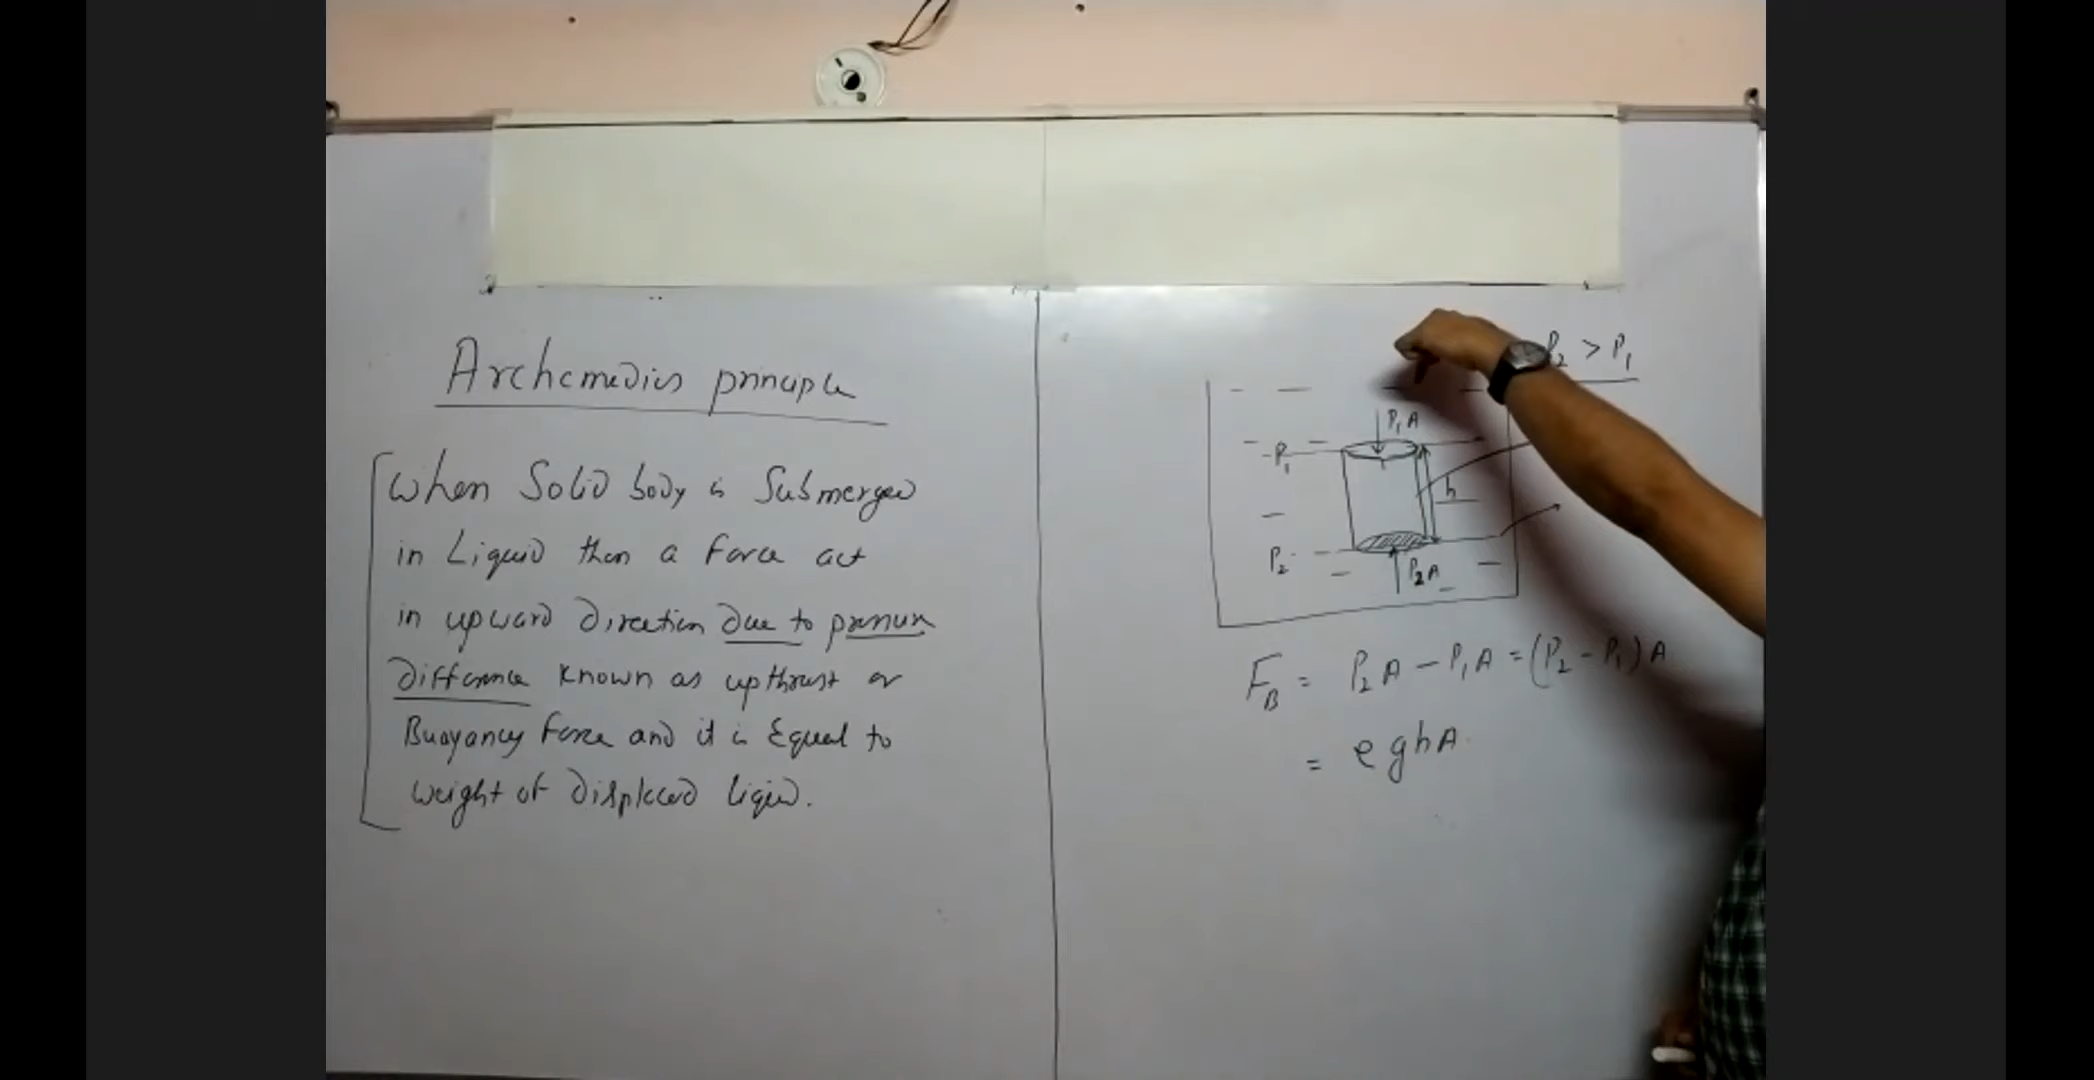 Archemedies principle
When Solid body is Submerged
in Liquid then a Force act
in upward Direction Due to pressure
Difference known as upthrust or
Buoyancy Force and it is Equal to
weight of Displaced liquid.
P₂ > P₁
P₁A
P₁
h
P₂
P₂A
F_B = P₂A - P₁A = (P₂ - P₁)A
= ρghA